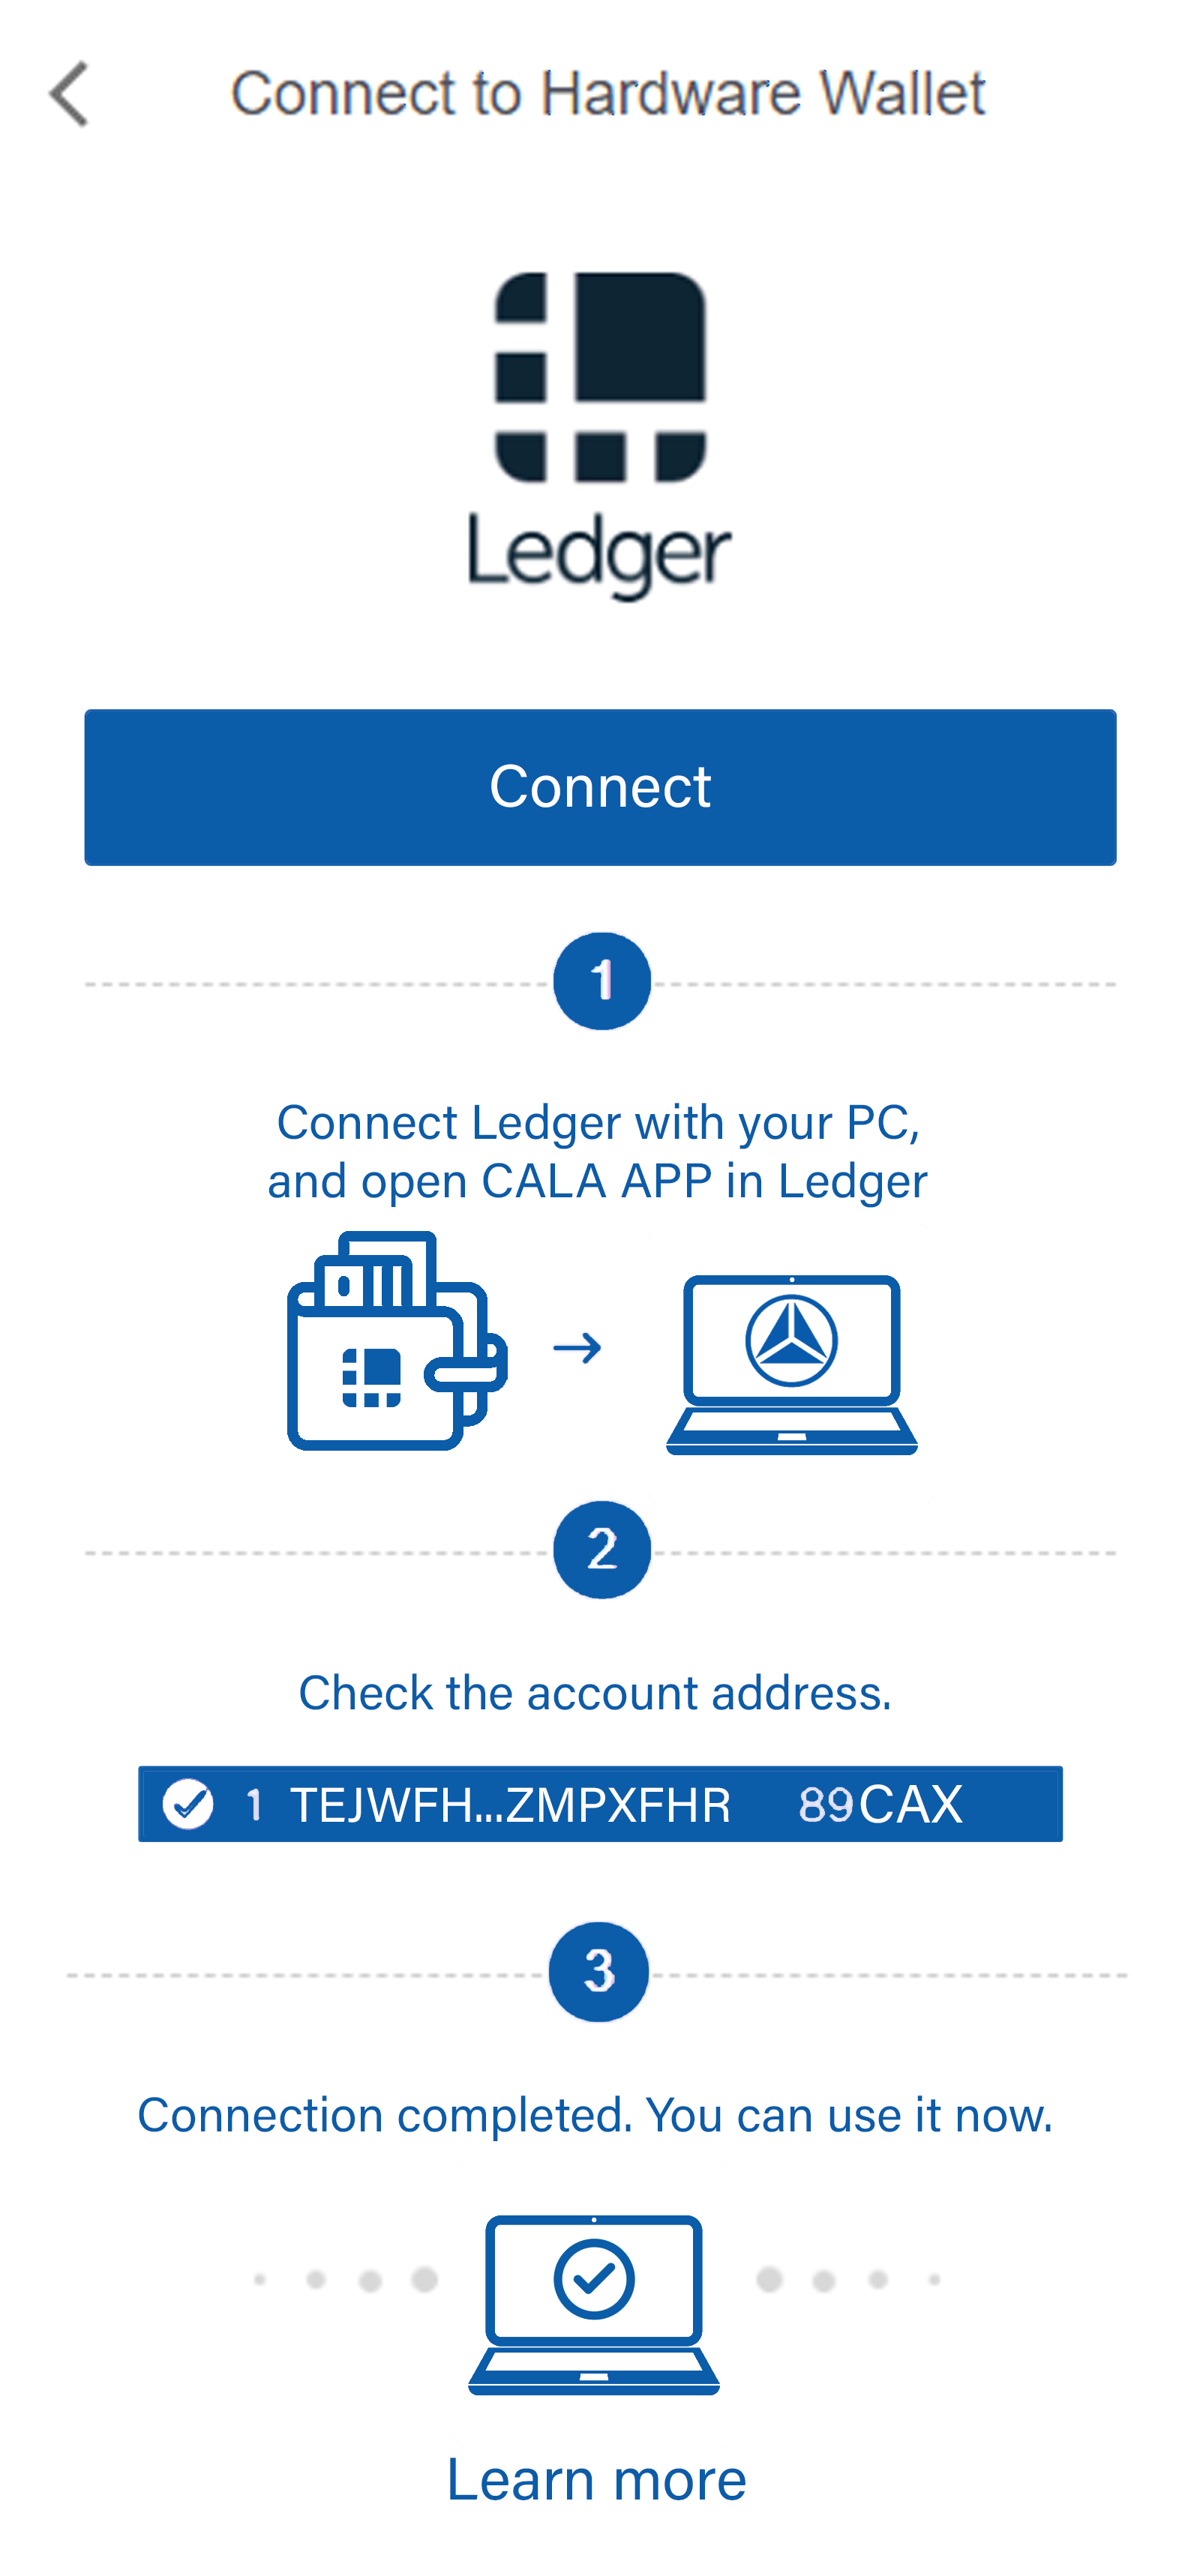 Connect to Hardware Wallet
Ledger
Connect
1
Connect Ledger with your PC,
and open CALA APP in Ledger
2
Check the account address.
1 TEJWFH...ZMPXFHR 89CAX
3
Connection completed. You can use it now.
Learn more